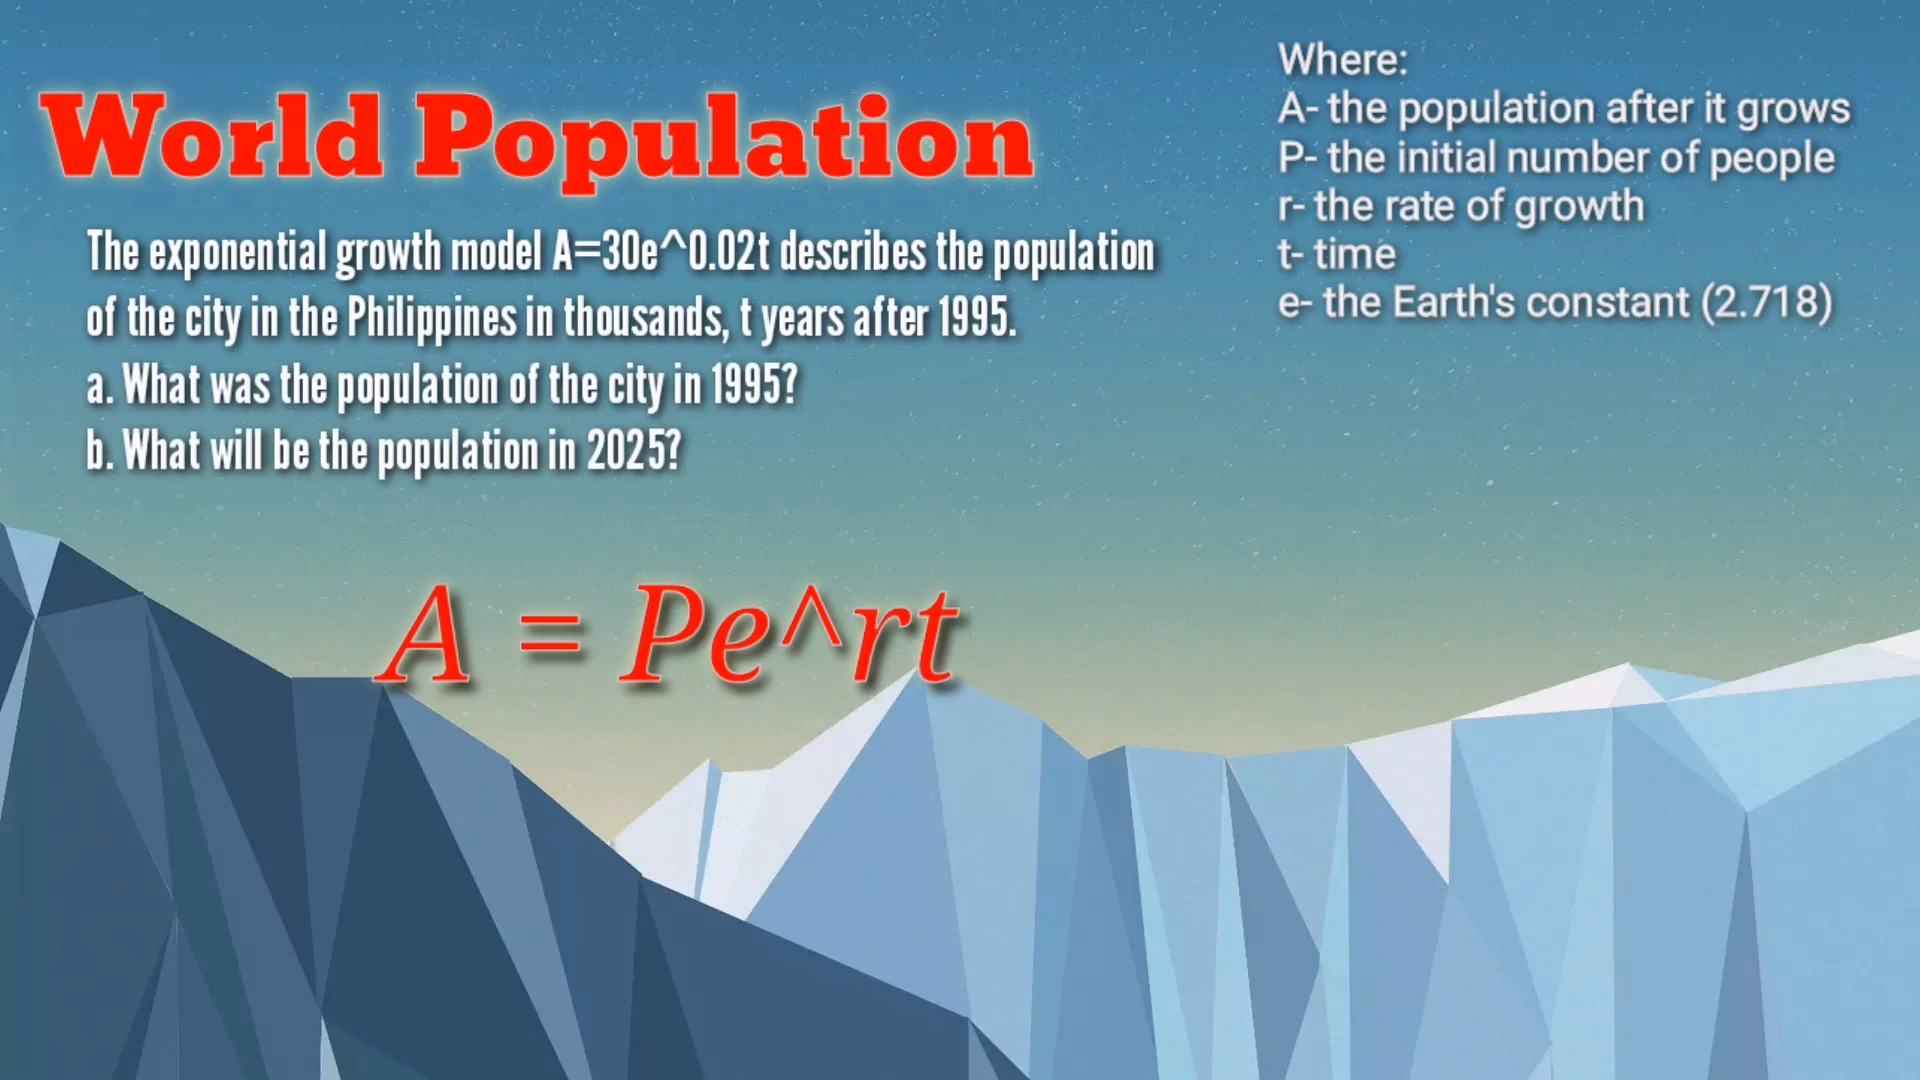 World Population
The exponential growth model A=30e^0.02t describes the population
of the city in the Philippines in thousands, t years after 1995.
a. What was the population of the city in 1995?
b. What will be the population in 2025?
A = Pe^rt
Where:
A- the population after it grows
P- the initial number of people
r- the rate of growth
t- time
e- the Earth's constant (2.718)